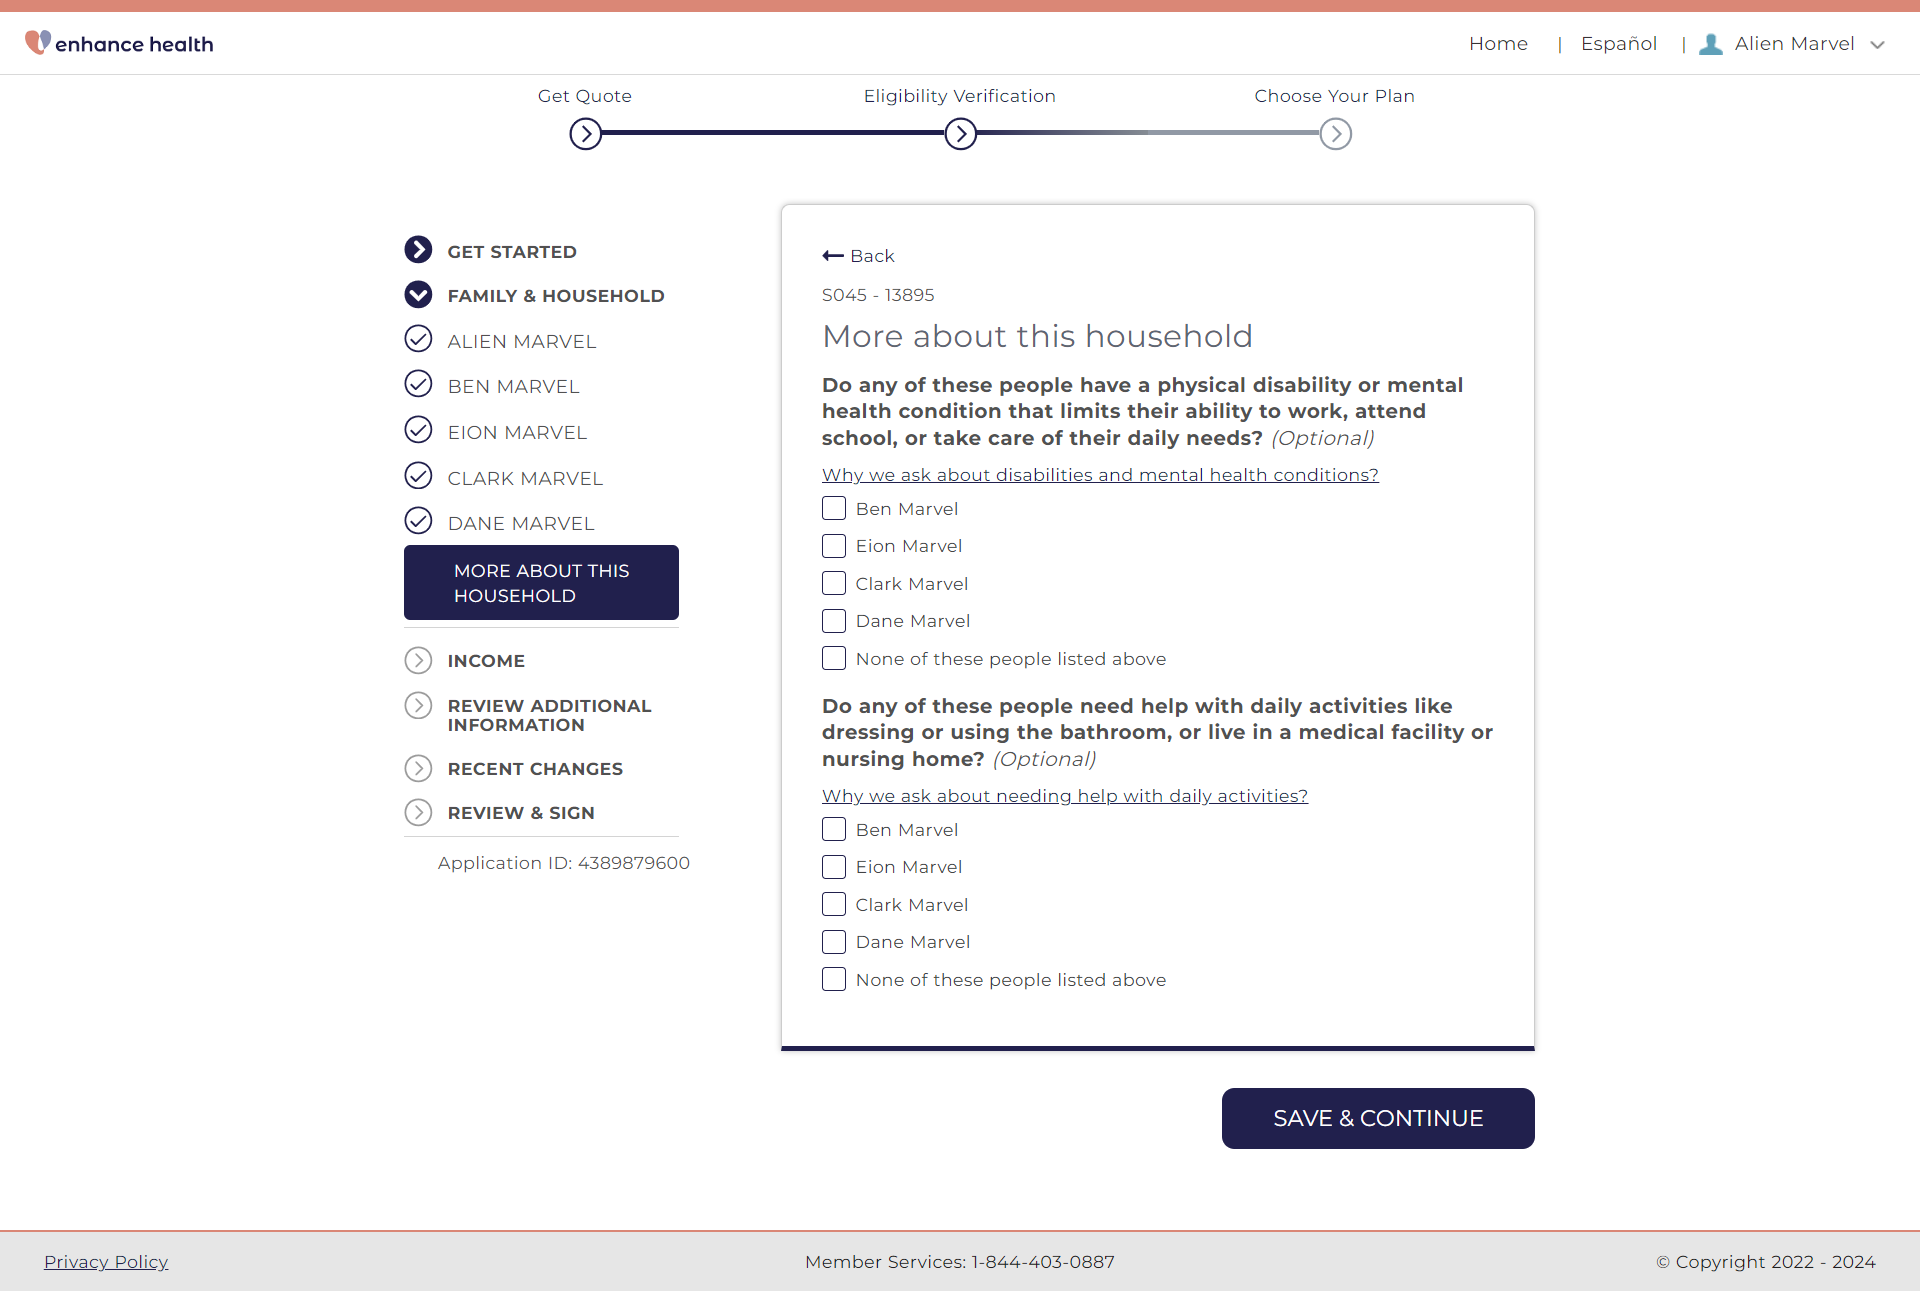 enhance health
Home | Español | Alien Marvel
Get Quote
Eligibility Verification
Choose Your Plan
GET STARTED
FAMILY & HOUSEHOLD
ALIEN MARVEL
BEN MARVEL
EION MARVEL
CLARK MARVEL
DANE MARVEL
MORE ABOUT THIS
HOUSEHOLD
INCOME
REVIEW ADDITIONAL
INFORMATION
RECENT CHANGES
REVIEW & SIGN
Application ID: 4389879600
Back
S045 - 13895
More about this household
Do any of these people have a physical disability or mental
health condition that limits their ability to work, attend
school, or take care of their daily needs? (Optional)
Why we ask about disabilities and mental health conditions?
Ben Marvel
Eion Marvel
Clark Marvel
Dane Marvel
None of these people listed above
Do any of these people need help with daily activities like
dressing or using the bathroom, or live in a medical facility or
nursing home? (Optional)
Why we ask about needing help with daily activities?
Ben Marvel
Eion Marvel
Clark Marvel
Dane Marvel
None of these people listed above
SAVE & CONTINUE
Privacy Policy
Member Services: 1-844-403-0887
© Copyright 2022 - 2024